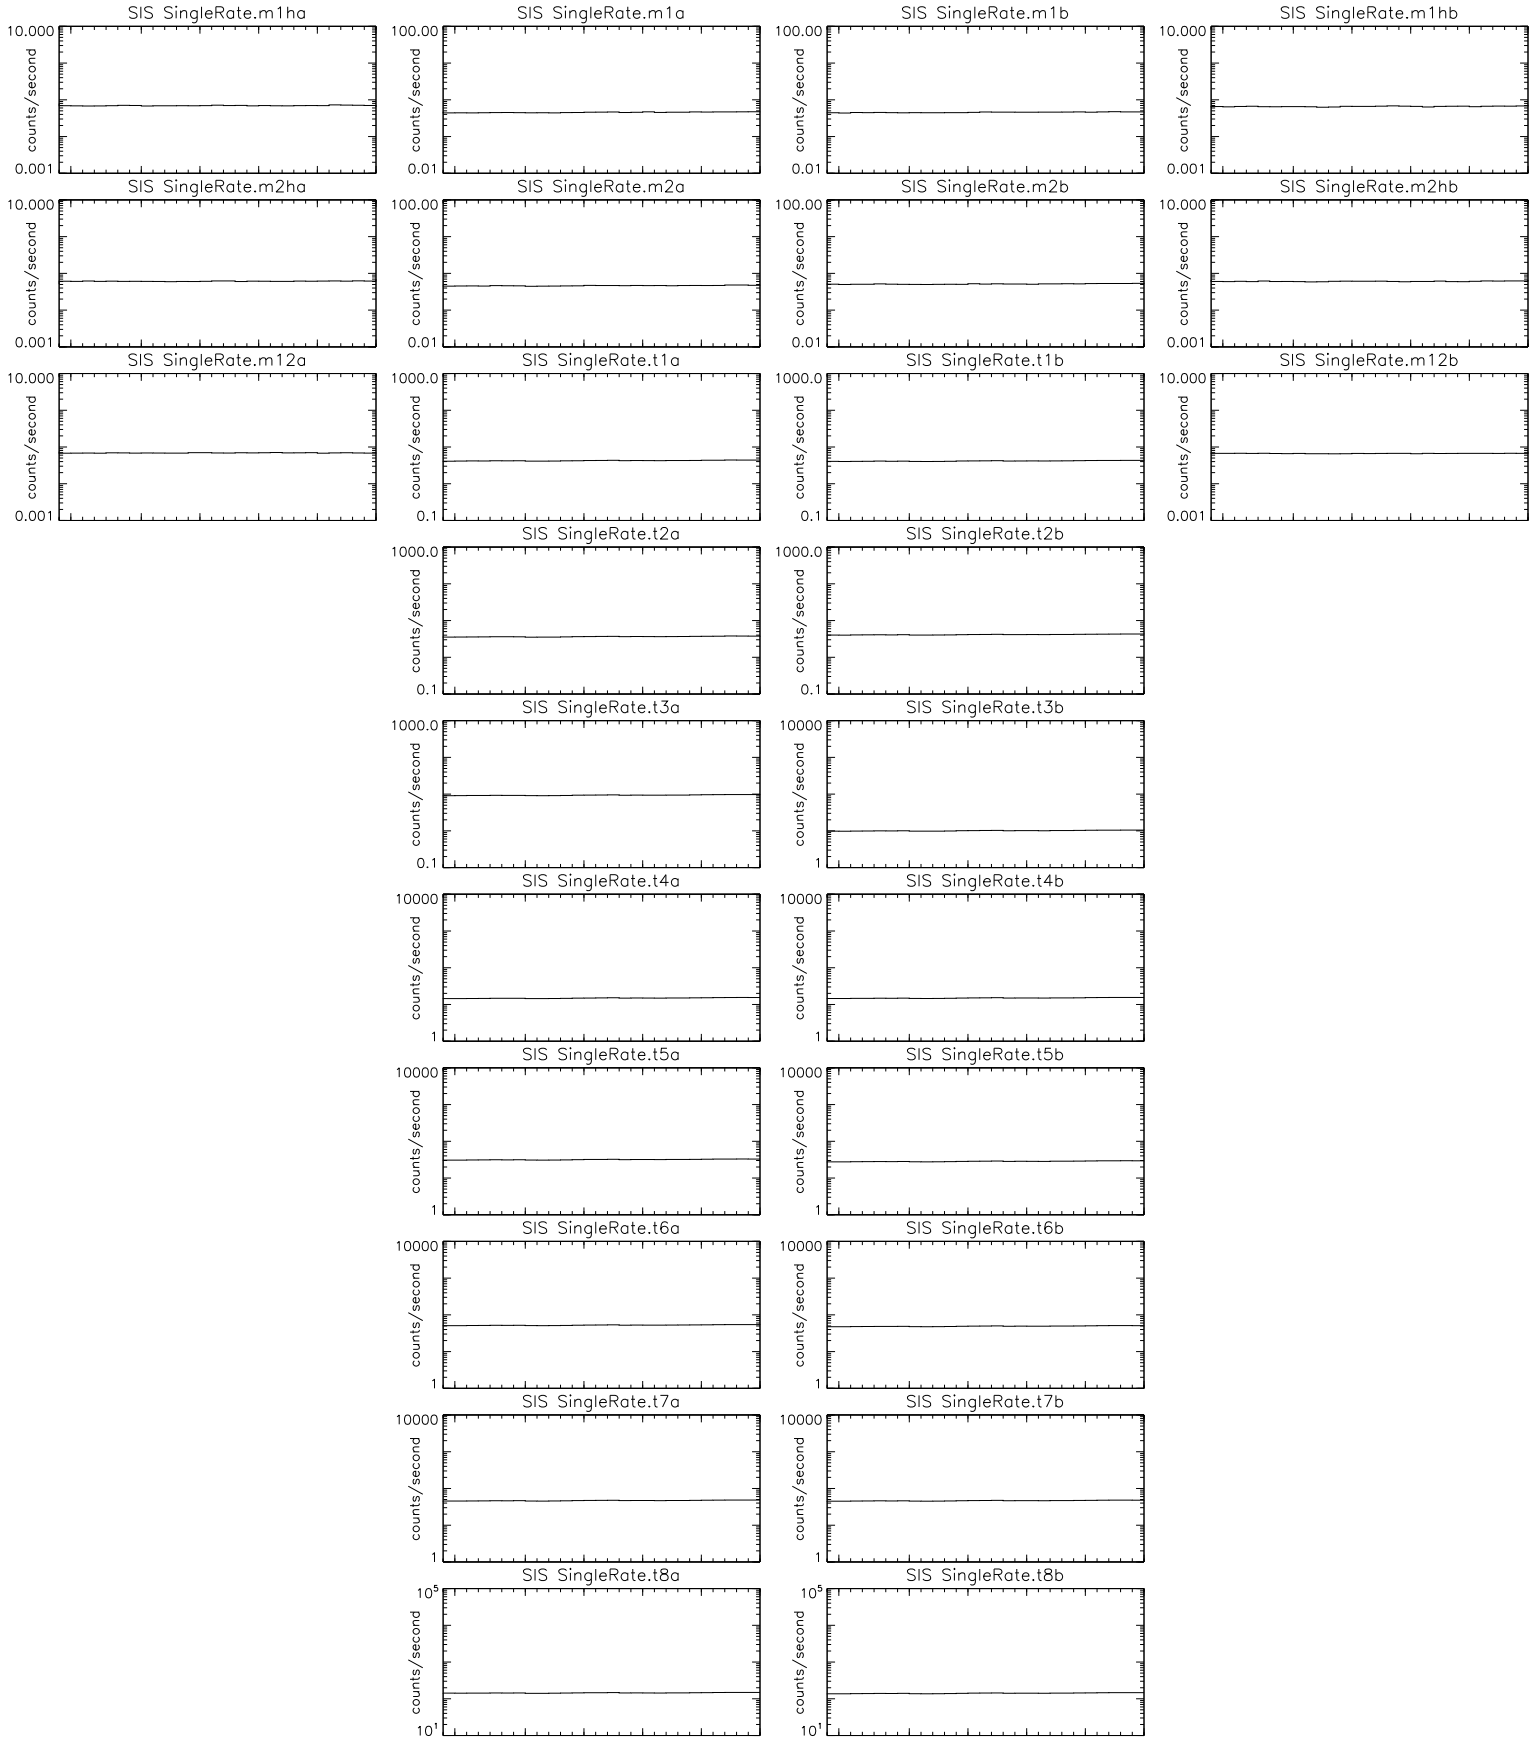 SIS SingleRate.m1ha
SIS SingleRate.m1a
SIS SingleRate.m1b
SIS SingleRate.m1hb
10.000
counts/second
0.001
100.00
counts/second
0.01
100.00
counts/second
0.01
10.000
counts/second
0.001
SIS SingleRate.m2ha
SIS SingleRate.m2a
SIS SingleRate.m2b
SIS SingleRate.m2hb
10.000
counts/second
0.001
100.00
counts/second
0.01
100.00
counts/second
0.01
10.000
counts/second
0.001
SIS SingleRate.m12a
SIS SingleRate.t1a
SIS SingleRate.t1b
SIS SingleRate.m12b
10.000
counts/second
0.001
1000.0
counts/second
0.1
1000.0
counts/second
0.1
10.000
counts/second
0.001
SIS SingleRate.t2a
SIS SingleRate.t2b
1000.0
counts/second
0.1
1000.0
counts/second
0.1
SIS SingleRate.t3a
SIS SingleRate.t3b
1000.0
counts/second
0.1
10000
counts/second
1
SIS SingleRate.t4a
SIS SingleRate.t4b
10000
counts/second
1
10000
counts/second
1
SIS SingleRate.t5a
SIS SingleRate.t5b
10000
counts/second
1
10000
counts/second
1
SIS SingleRate.t6a
SIS SingleRate.t6b
10000
counts/second
1
10000
counts/second
1
SIS SingleRate.t7a
SIS SingleRate.t7b
10000
counts/second
1
10000
counts/second
1
SIS SingleRate.t8a
SIS SingleRate.t8b
10⁵
counts/second
10¹
10⁵
counts/second
10¹